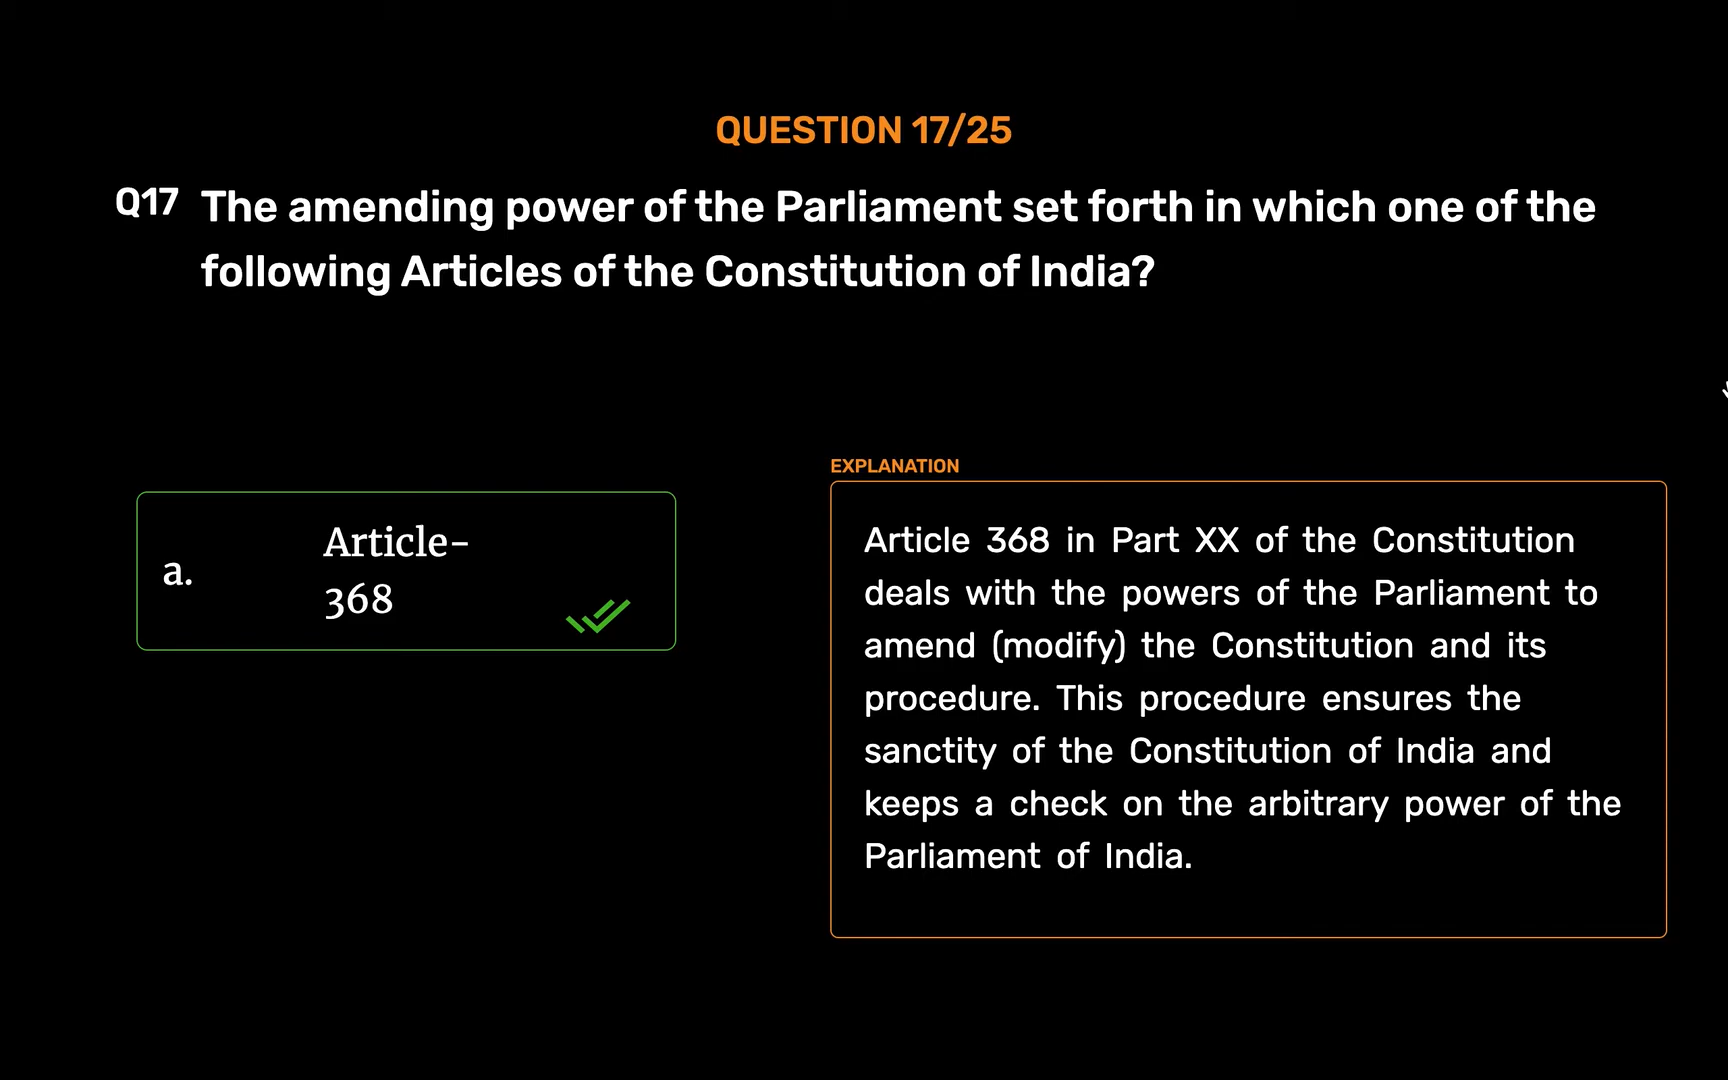 QUESTION 17/25
Q17 The amending power of the Parliament set forth in which one of the
following Articles of the Constitution of India?
a. Article-
368
EXPLANATION
Article 368 in Part XX of the Constitution
deals with the powers of the Parliament to
amend (modify) the Constitution and its
procedure. This procedure ensures the
sanctity of the Constitution of India and
keeps a check on the arbitrary power of the
Parliament of India.